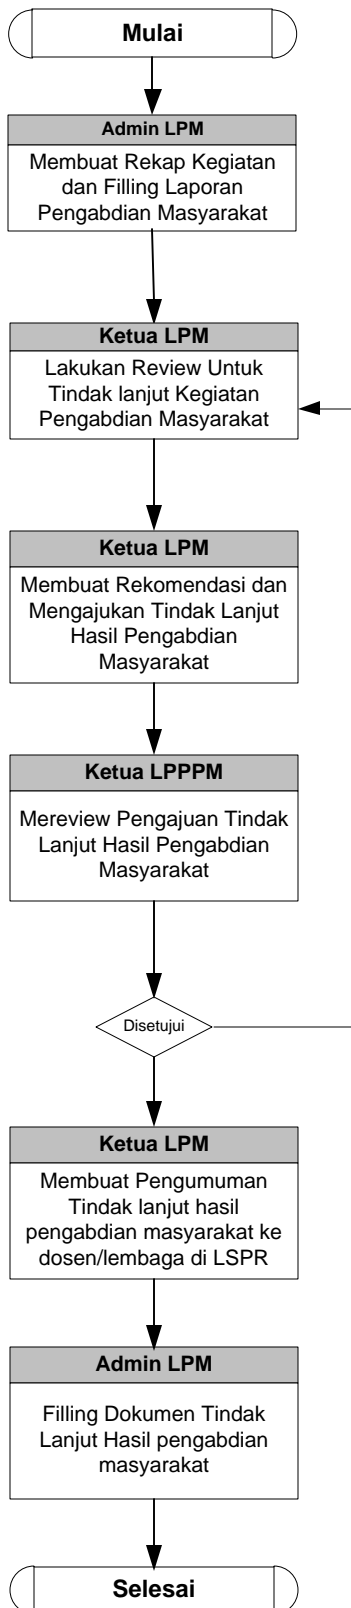 Mulai
Admin LPM
Membuat Rekap Kegiatan
dan Filling Laporan
Pengabdian Masyarakat
Ketua LPM
Lakukan Review Untuk
Tindak lanjut Kegiatan
Pengabdian Masyarakat
Ketua LPM
Membuat Rekomendasi dan
Mengajukan Tindak Lanjut
Hasil Pengabdian
Masyarakat
Ketua LPPPM
Mereview Pengajuan Tindak
Lanjut Hasil Pengabdian
Masyarakat
Disetujui
Ketua LPM
Membuat Pengumuman
Tindak lanjut hasil
pengabdian masyarakat ke
dosen/lembaga di LSPR
Admin LPM
Filling Dokumen Tindak
Lanjut Hasil pengabdian
masyarakat
Selesai